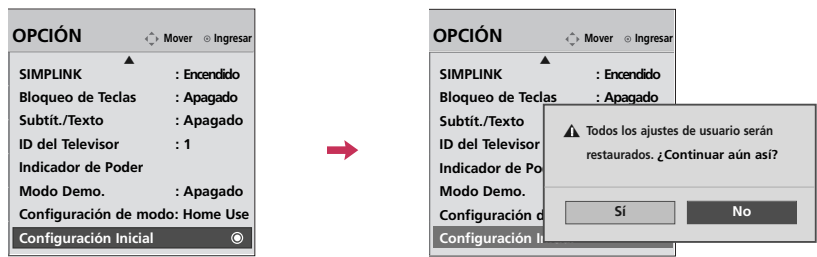 OPCIÓN Mover Ingresar
SIMPLINK : Encendido
Bloqueo de Teclas : Apagado
Subtít./Texto : Apagado
ID del Televisor : 1
Indicador de Poder
Modo Demo. : Apagado
Configuración de modo: Home Use
Configuración Inicial
OPCIÓN Mover Ingresar
SIMPLINK : Encendido
Bloqueo de Teclas : Apagado
Subtít./Texto
ID del Televisor
Indicador de Po
Modo Demo.
Configuración d
Configuración In
Todos los ajustes de usuario serán
restaurados. ¿Continuar aún así?
Sí No